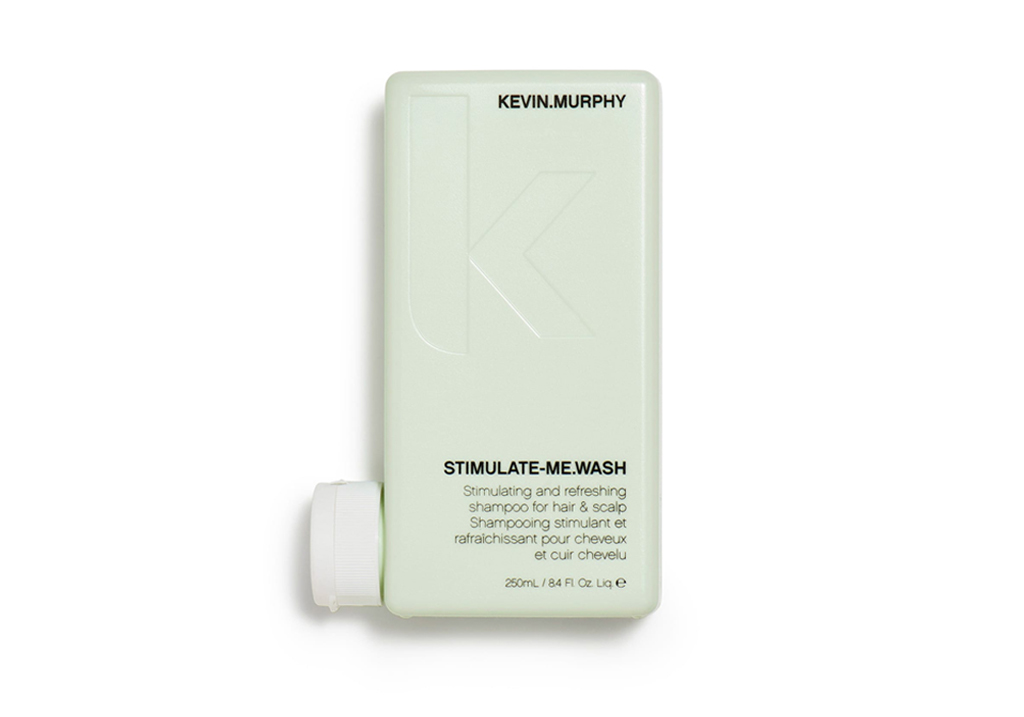 KEVIN.MURPHY
K
STIMULATE-ME.WASH
Stimulating and refreshing
shampoo for hair & scalp
Shampooing stimulant et
rafraîchissant pour cheveux
et cuir chevelu
250mL / 8.4 Fl. Oz. Liq. ℮